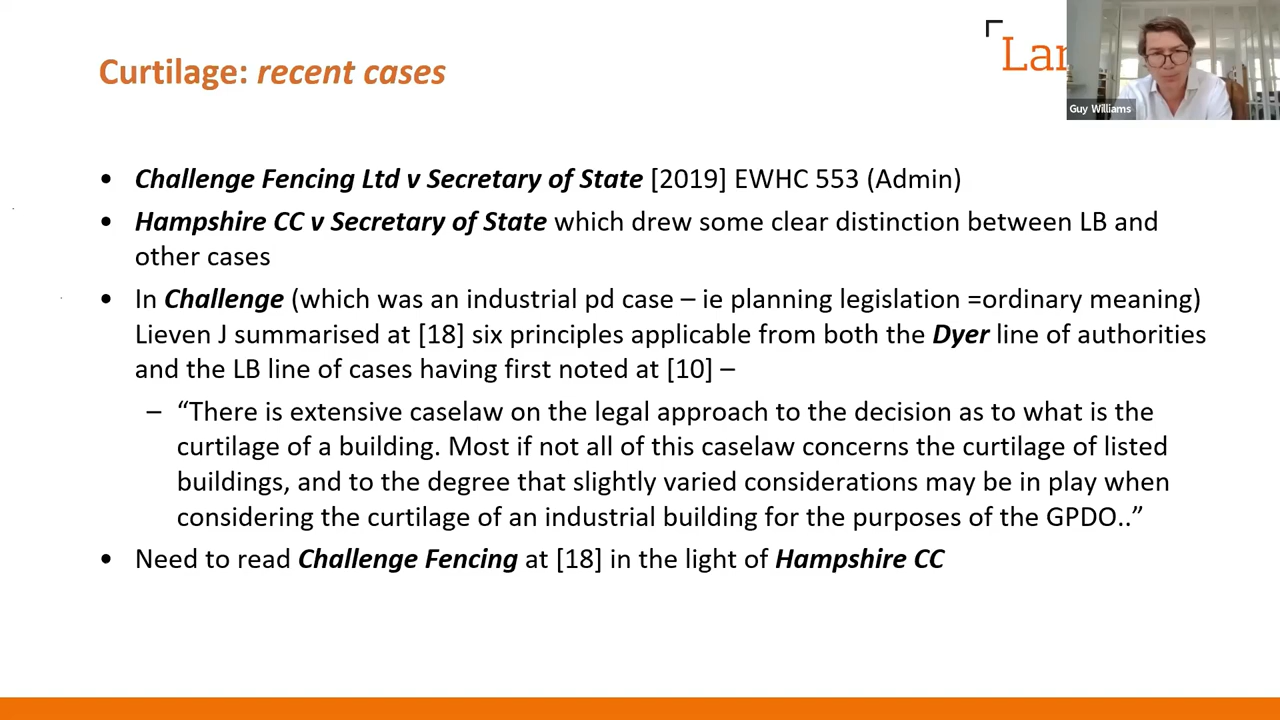 Curtilage: recent cases
Lan
Guy Williams
• Challenge Fencing Ltd v Secretary of State [2019] EWHC 553 (Admin)
• Hampshire CC v Secretary of State which drew some clear distinction between LB and
other cases
• In Challenge (which was an industrial pd case – ie planning legislation =ordinary meaning)
Lieven J summarised at [18] six principles applicable from both the Dyer line of authorities
and the LB line of cases having first noted at [10] –
– “There is extensive caselaw on the legal approach to the decision as to what is the
curtilage of a building. Most if not all of this caselaw concerns the curtilage of listed
buildings, and to the degree that slightly varied considerations may be in play when
considering the curtilage of an industrial building for the purposes of the GPDO..”
• Need to read Challenge Fencing at [18] in the light of Hampshire CC